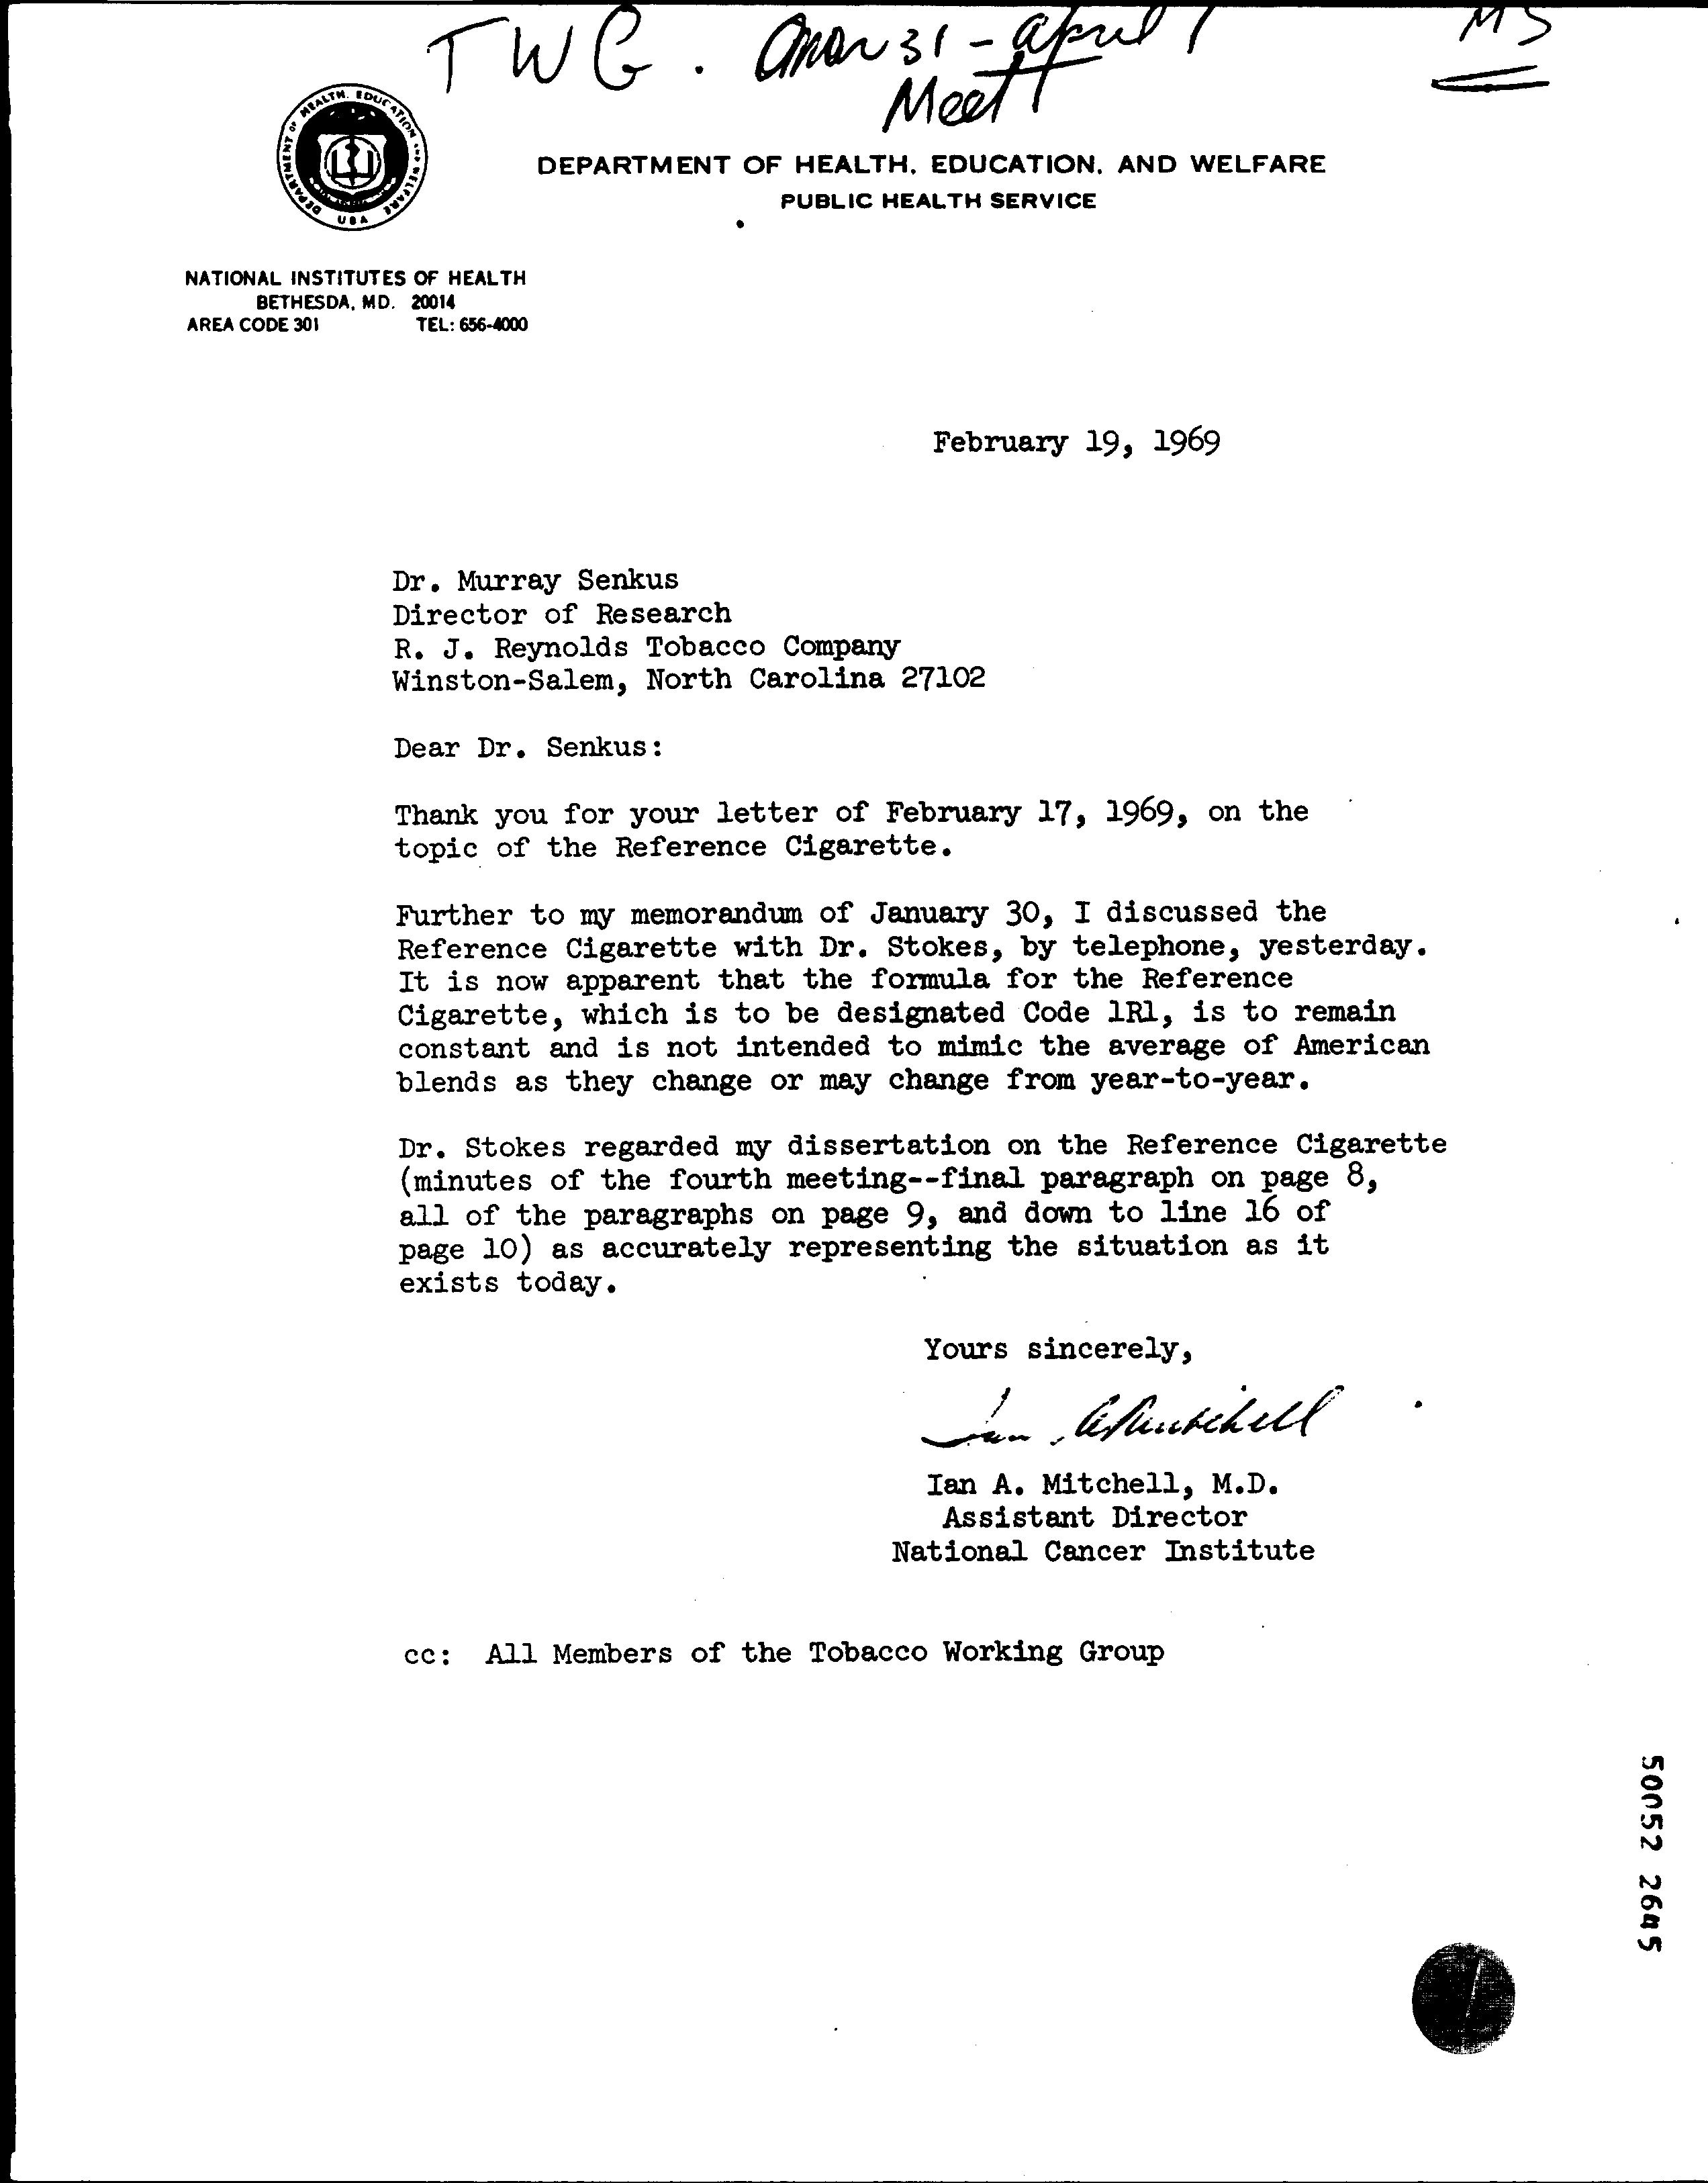 TWG. Mar 31 - April 1
Meet
MS
DEPARTMENT OF HEALTH, EDUCATION, AND WELFARE
USA
DEPARTMENT OF HEALTH, EDUCATION, AND WELFARE
PUBLIC HEALTH SERVICE
NATIONAL INSTITUTES OF HEALTH
BETHESDA, MD. 20014
AREA CODE 301 TEL: 656-4000
February 19, 1969
Dr. Murray Senkus
Director of Research
R. J. Reynolds Tobacco Company
Winston-Salem, North Carolina 27102
Dear Dr. Senkus:
Thank you for your letter of February 17, 1969, on the
topic of the Reference Cigarette.
Further to my memorandum of January 30, I discussed the
Reference Cigarette with Dr. Stokes, by telephone, yesterday.
It is now apparent that the formula for the Reference
Cigarette, which is to be designated Code 1R1, is to remain
constant and is not intended to mimic the average of American
blends as they change or may change from year-to-year.
Dr. Stokes regarded my dissertation on the Reference Cigarette
(minutes of the fourth meeting--final paragraph on page 8,
all of the paragraphs on page 9, and down to line 16 of
page 10) as accurately representing the situation as it
exists today.
Yours sincerely,
Ian A Mitchell
Ian A. Mitchell, M.D.
Assistant Director
National Cancer Institute
cc: All Members of the Tobacco Working Group
50052